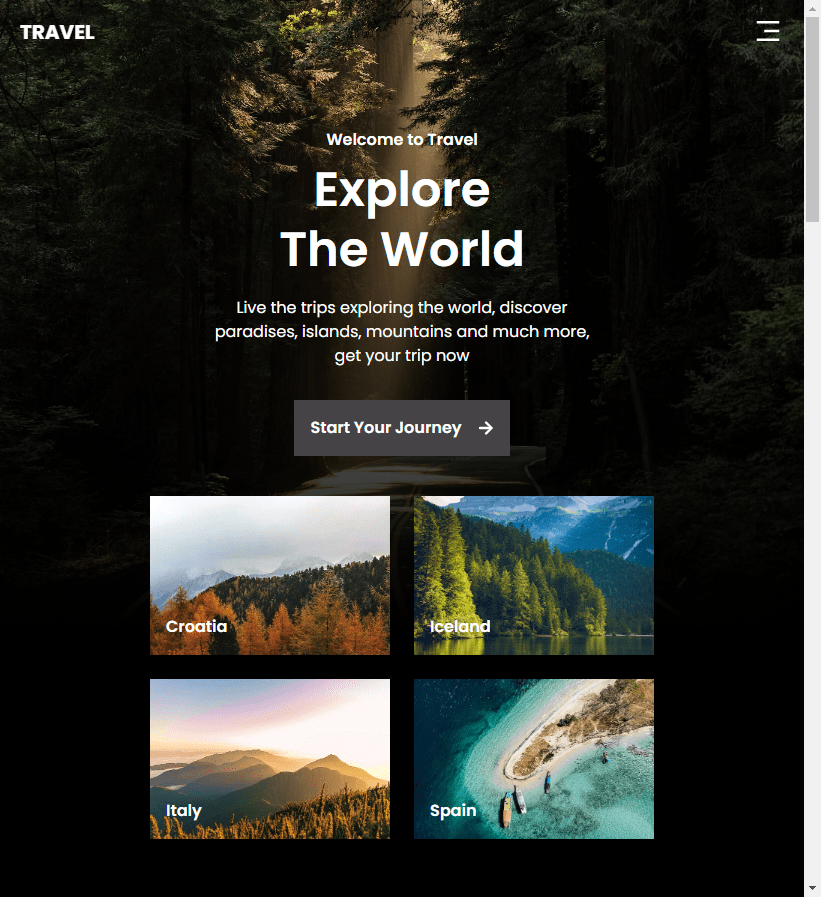 TRAVEL
Welcome to Travel
Explore
The World
Live the trips exploring the world, discover
paradises, islands, mountains and much more,
get your trip now
Start Your Journey
Croatia
Iceland
Italy
Spain